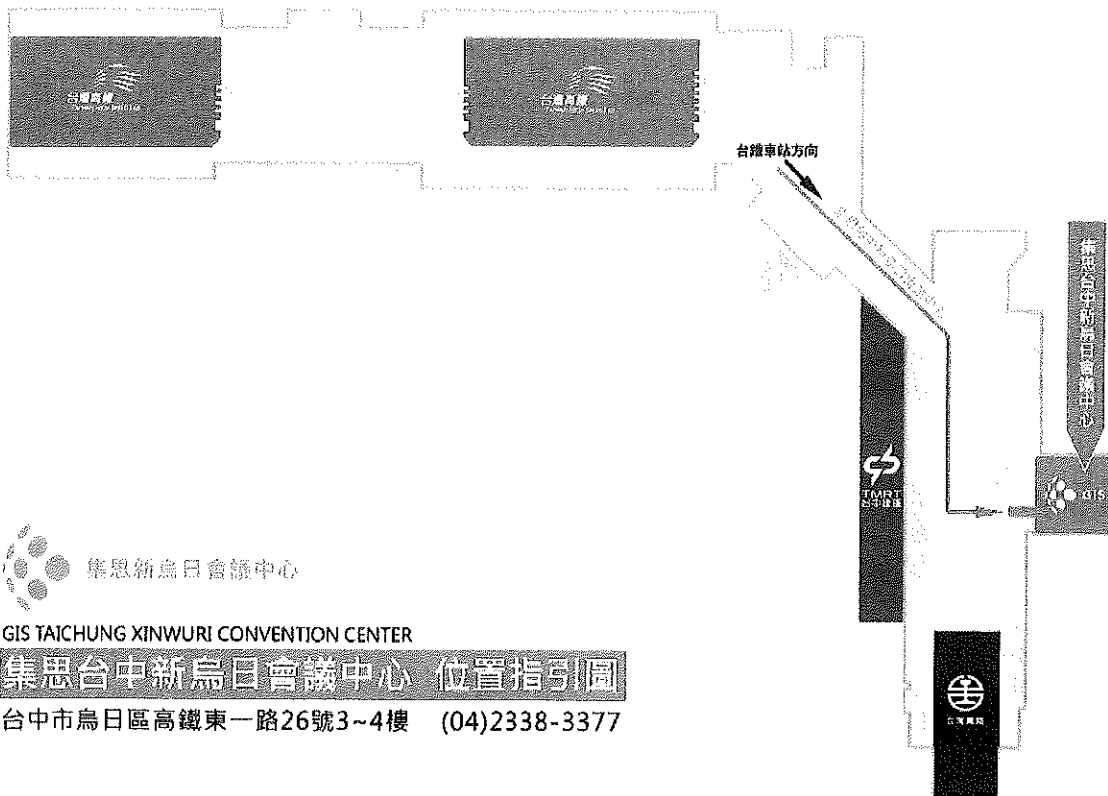 台灣高鐵
台灣高鐵
台鐵車站方向
集思台中新烏日會議中心
TMRT
台中捷運
GIS
集思新烏日會議中心
GIS TAICHUNG XINWURI CONVENTION CENTER
集思台中新烏日會議中心 位置指引圖
台中市烏日區高鐵東一路26號3~4樓 (04)2338-3377
台灣高鐵